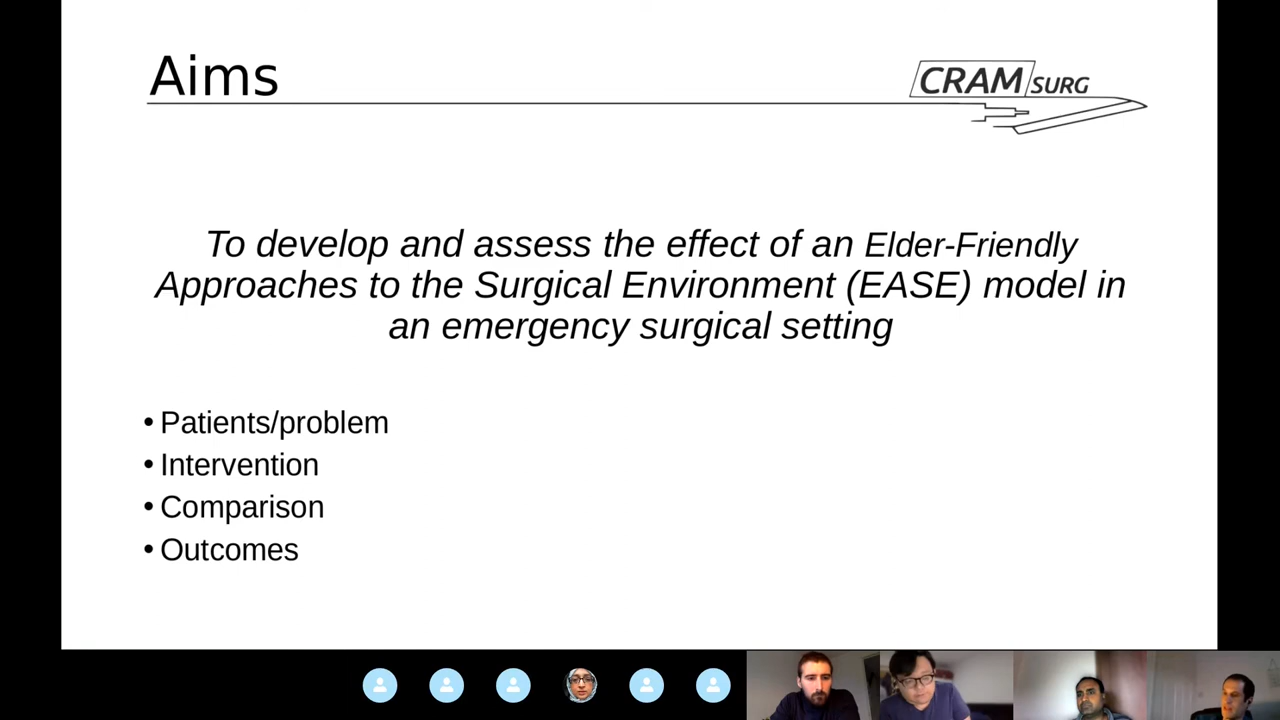 Aims
CRAM SURG
To develop and assess the effect of an Elder-Friendly
Approaches to the Surgical Environment (EASE) model in
an emergency surgical setting
• Patients/problem
• Intervention
• Comparison
• Outcomes